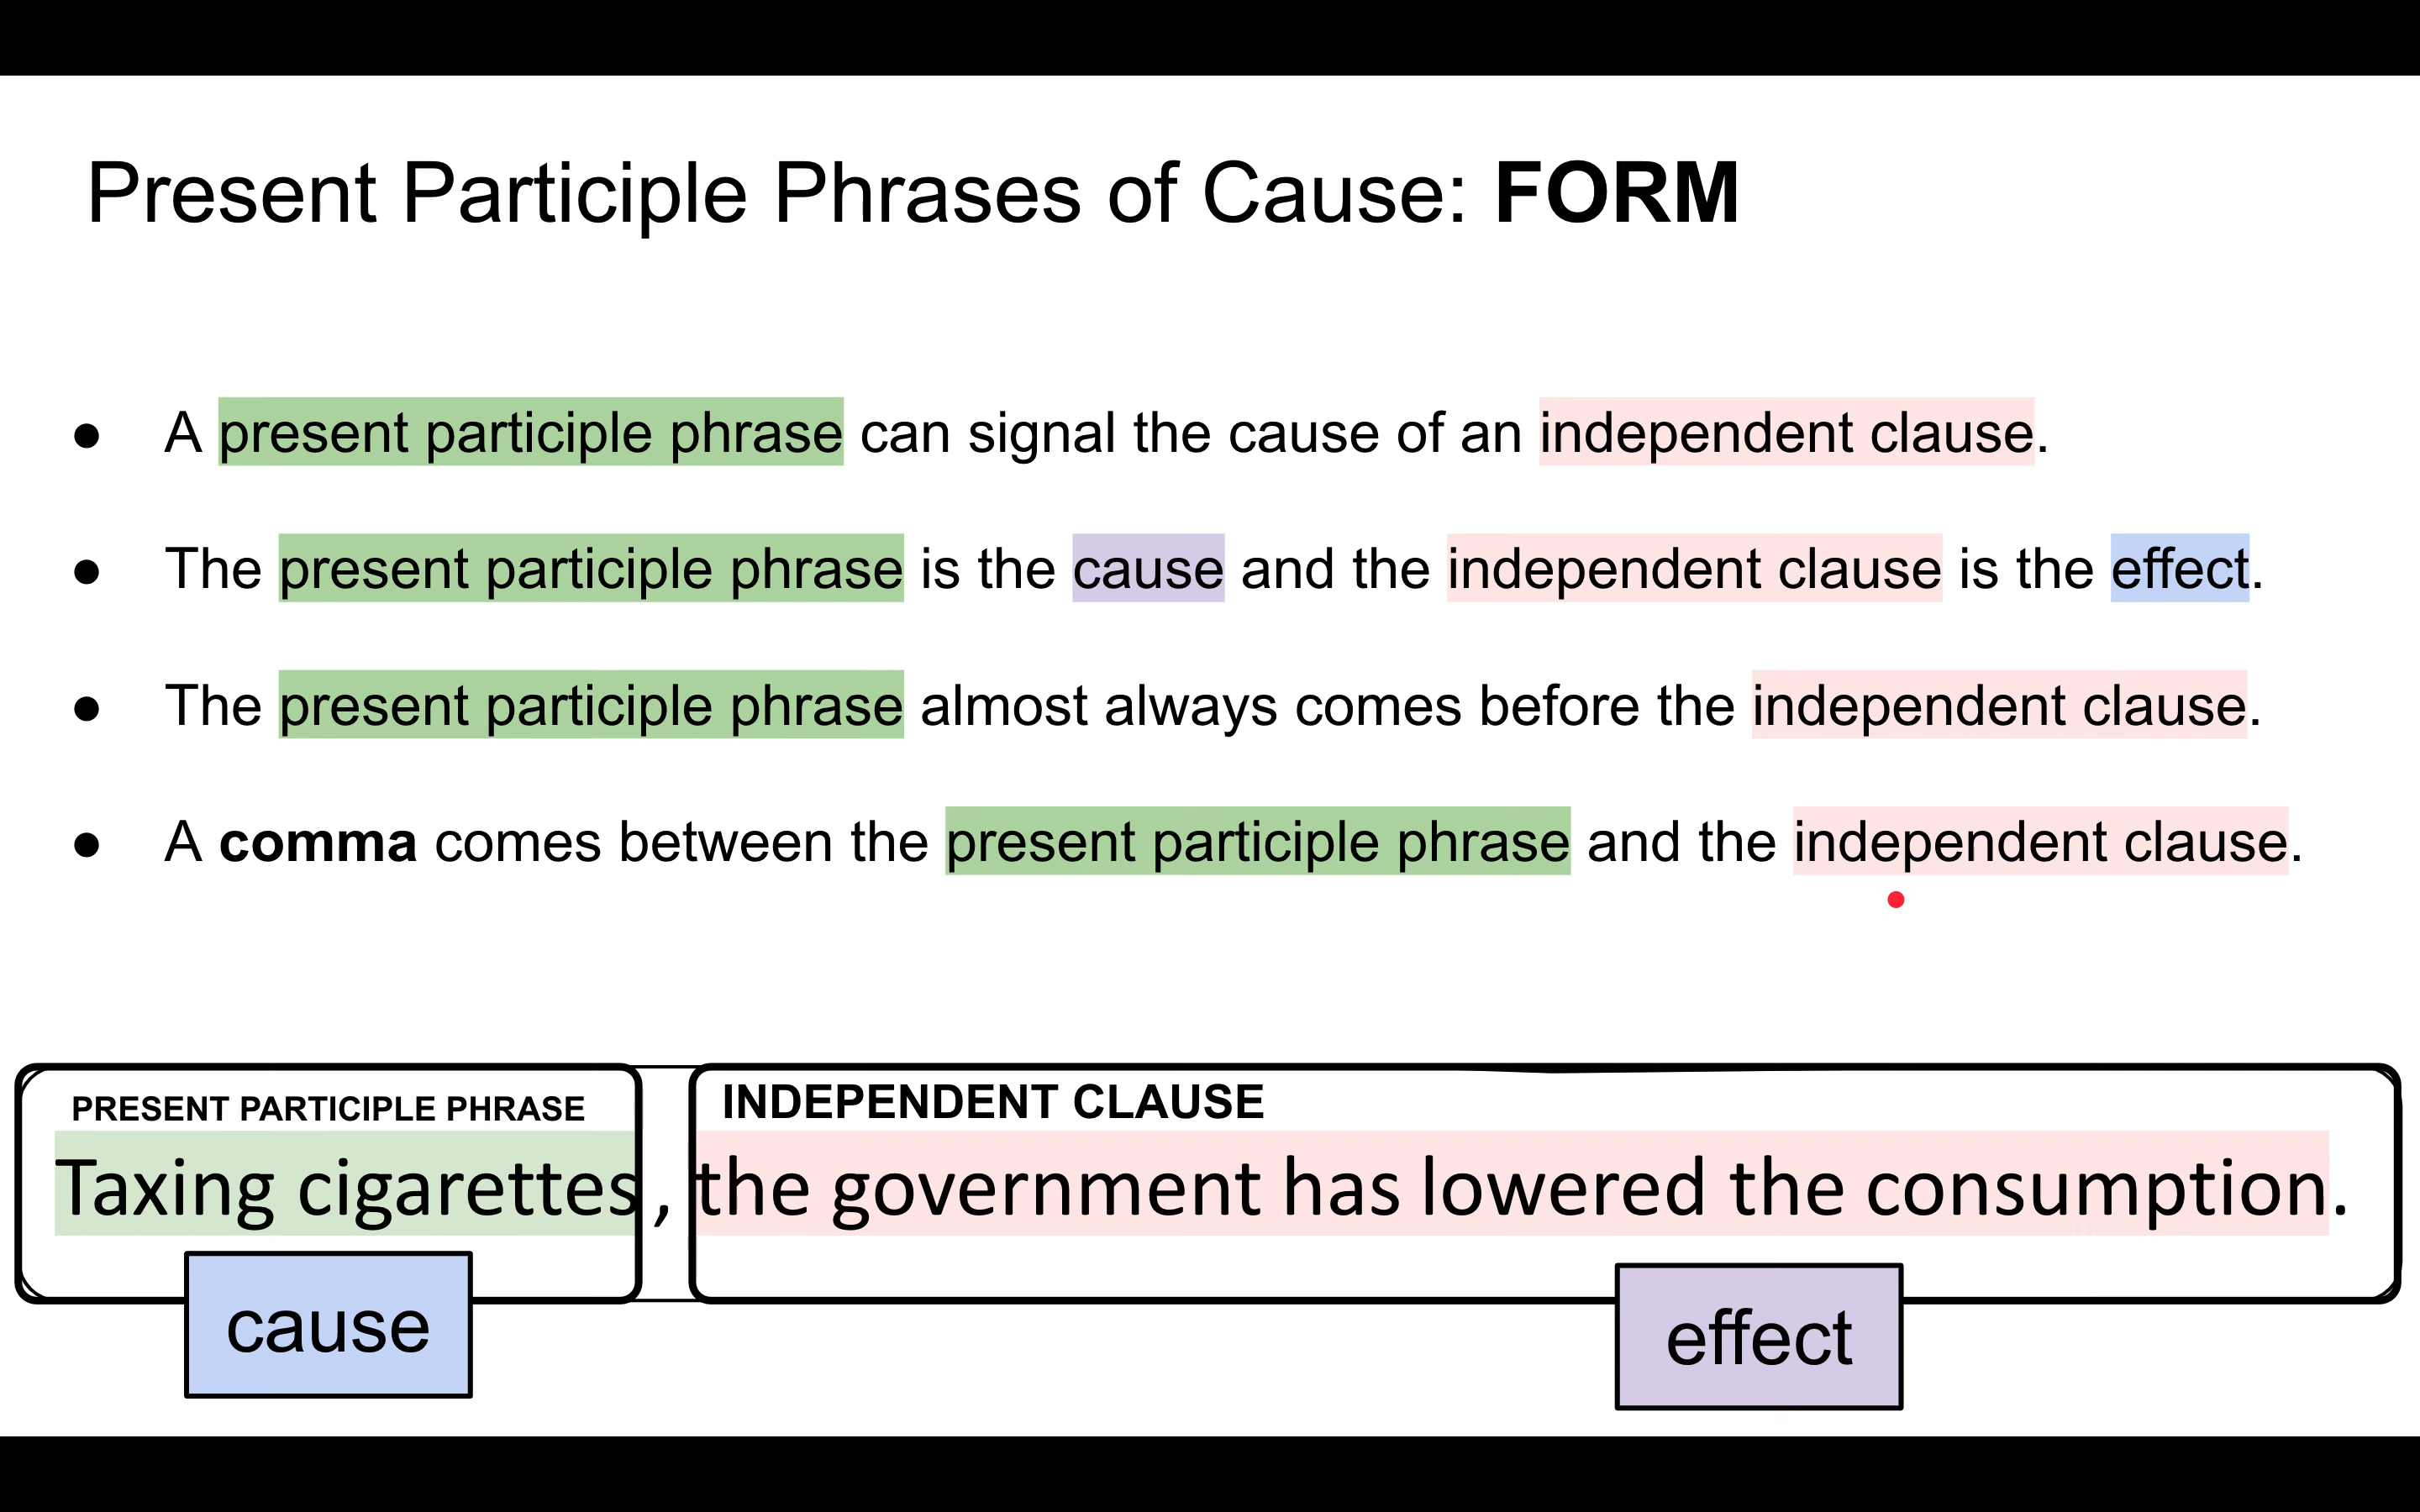 Present Participle Phrases of Cause: FORM
● A present participle phrase can signal the cause of an independent clause.
● The present participle phrase is the cause and the independent clause is the effect.
● The present participle phrase almost always comes before the independent clause.
● A comma comes between the present participle phrase and the independent clause.
PRESENT PARTICIPLE PHRASE INDEPENDENT CLAUSE
Taxing cigarettes, the government has lowered the consumption.
cause effect